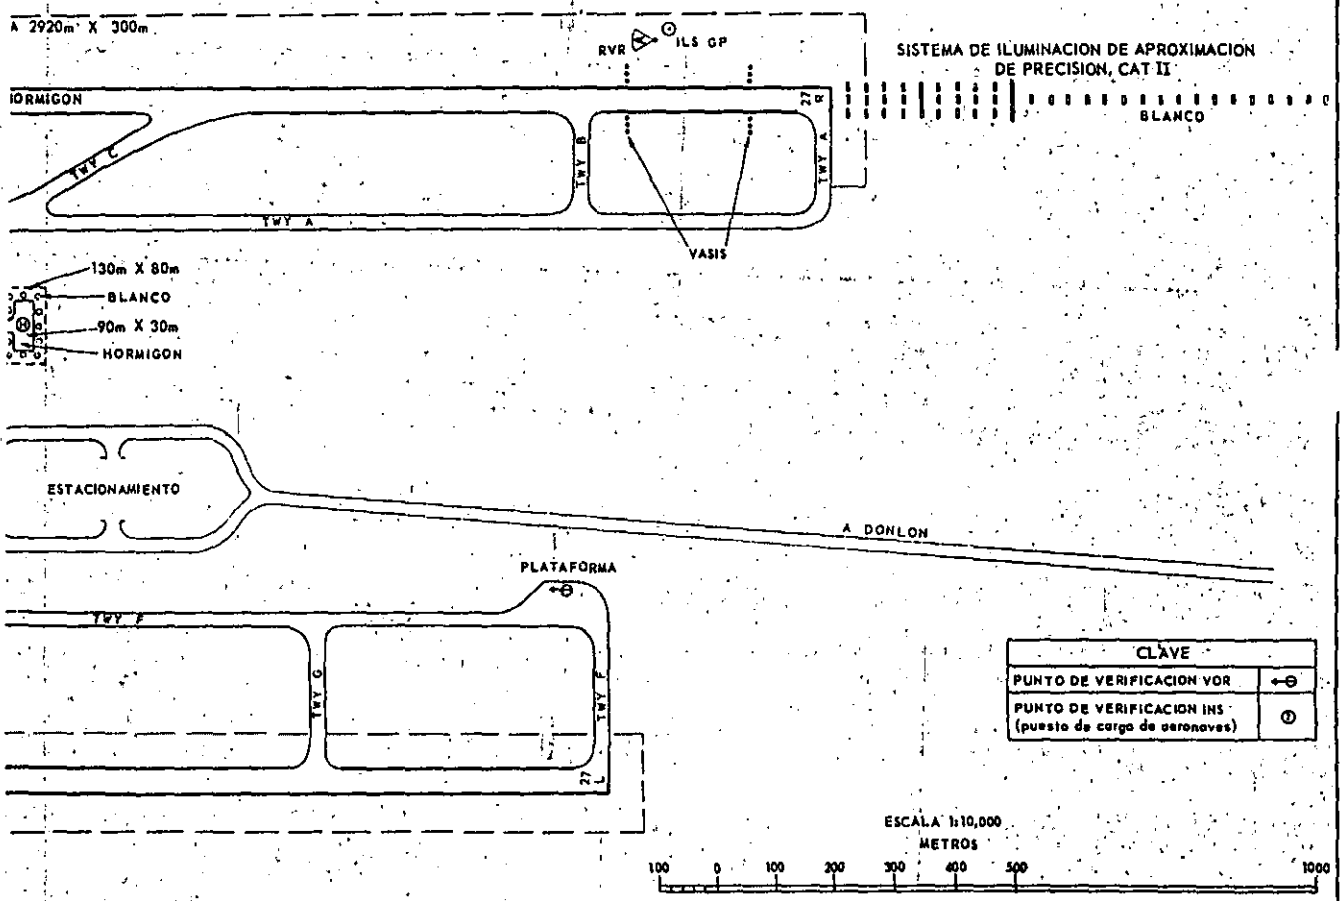 A 2920m X 300m
RVR
ILS GP
SISTEMA DE ILUMINACION DE APROXIMACION
DE PRECISION, CAT II
HORMIGON
27
R
BLANCO
TWY C
TWY B
TWY A
TWY A
VASIS
130m X 80m
BLANCO
H
90m X 30m
HORMIGON
ESTACIONAMIENTO
A DONLON
PLATAFORMA
TWY F
TWY G
TWY F
27
L
CLAVE
PUNTO DE VERIFICACION VOR
PUNTO DE VERIFICACION INS
(puesto de carga de aeronaves)
ESCALA 1:10,000
METROS
100 0 100 200 300 400 500 1000